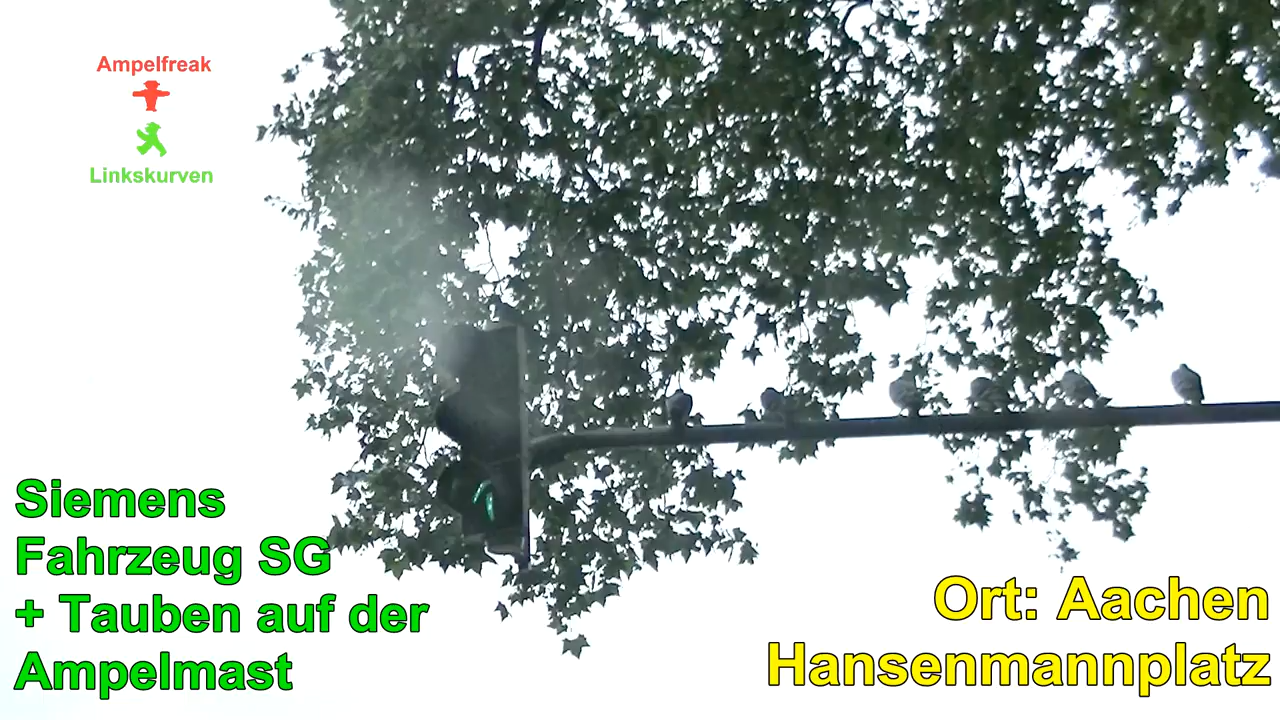 Ampelfreak
Linkskurven
Siemens
Fahrzeug SG
+ Tauben auf der
Ampelmast
Ort: Aachen
Hansenmannplatz